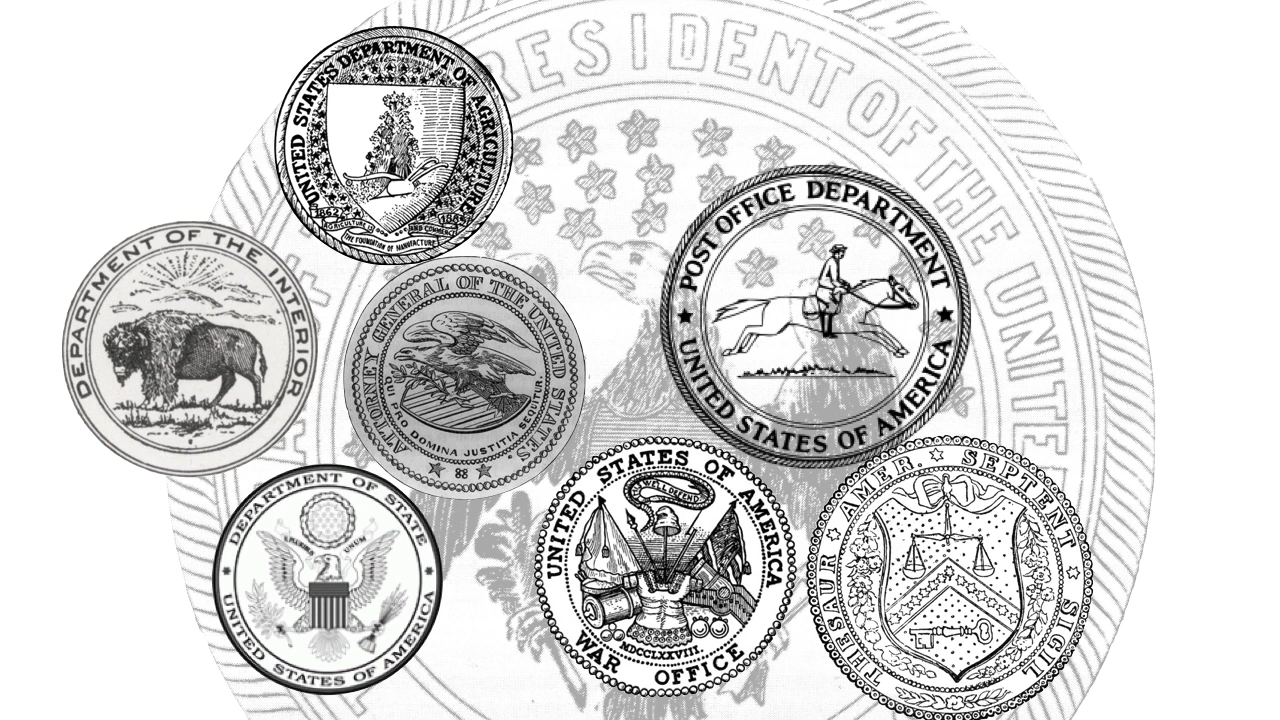 PRESIDENT OF THE UNITED
UNITED STATES DEPARTMENT OF AGRICULTURE
1862
AGRICULTURE IS
AND COMMERCE
THE FOUNDATION OF MANUFACTURE
POST OFFICE DEPARTMENT
UNITED STATES OF AMERICA
DEPARTMENT OF THE INTERIOR
ATTORNEY GENERAL OF THE UNITED STATES
QUI PRO DOMINA JUSTITIA SEQUITUR.
DEPARTMENT OF STATE
E PLURIBUS UNUM
UNITED STATES OF AMERICA
UNITED STATES OF AMERICA
WE'LL DEFEND
MDCCLXXVIII
WAR OFFICE
THESAUR AMER. SEPTENT SIGIL